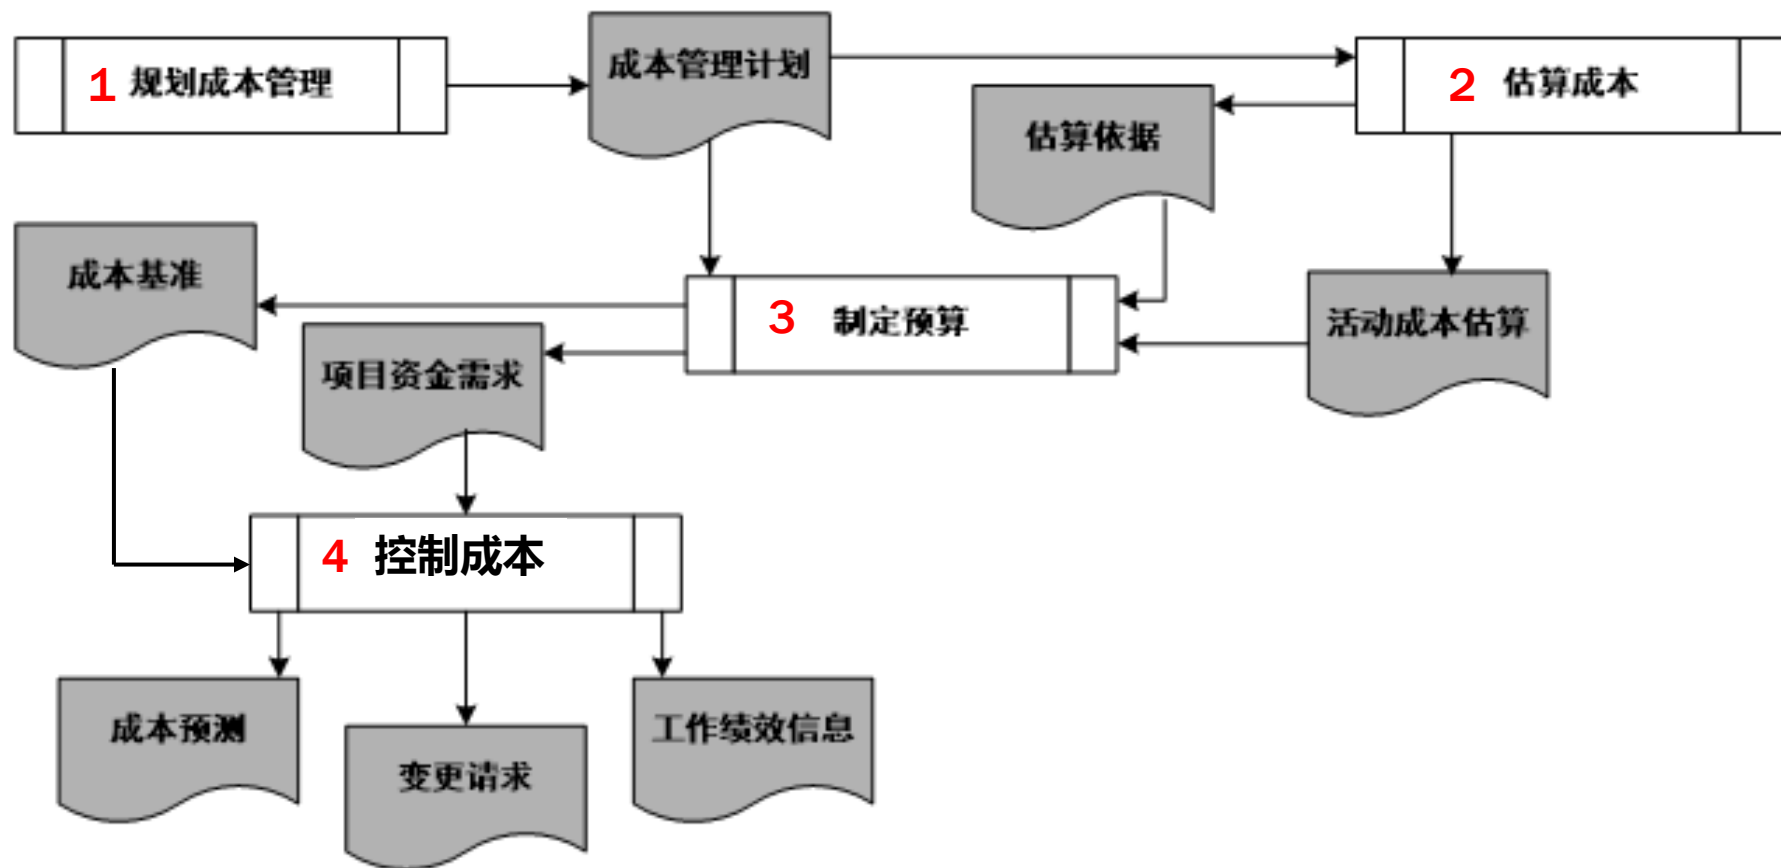 1 规划成本管理
成本管理计划
2 估算成本
估算依据
成本基准
3 制定预算
活动成本估算
项目资金需求
4 控制成本
成本预测
变更请求
工作绩效信息